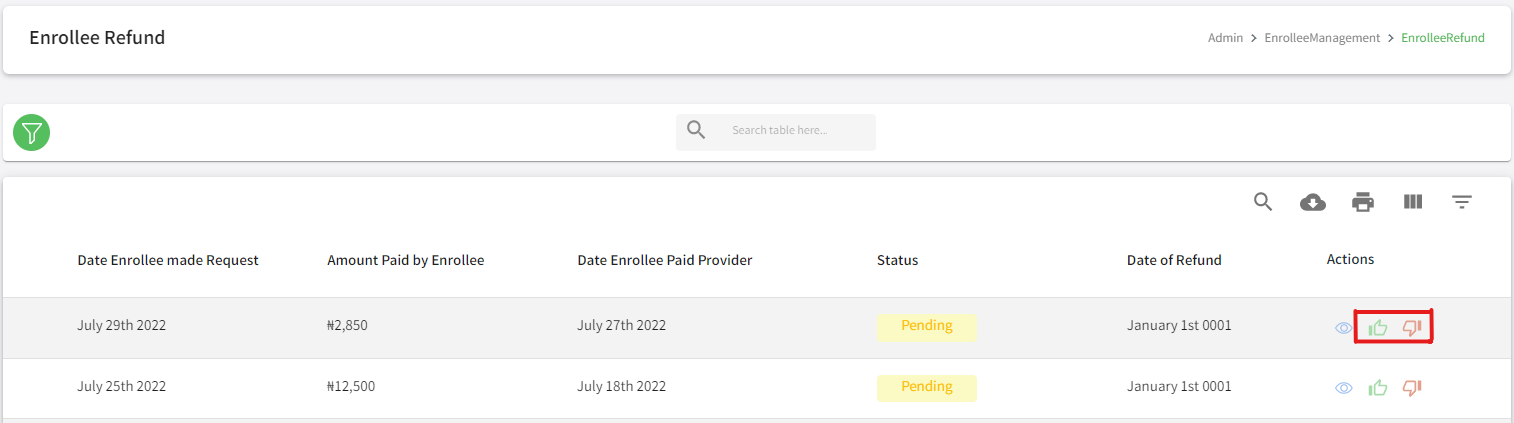 Enrollee Refund
Admin > EnrolleeManagement > EnrolleeRefund
Search table here...
Date Enrollee made Request Amount Paid by Enrollee Date Enrollee Paid Provider Status Date of Refund Actions
July 29th 2022 ₦2,850 July 27th 2022 Pending January 1st 0001
July 25th 2022 ₦12,500 July 18th 2022 Pending January 1st 0001